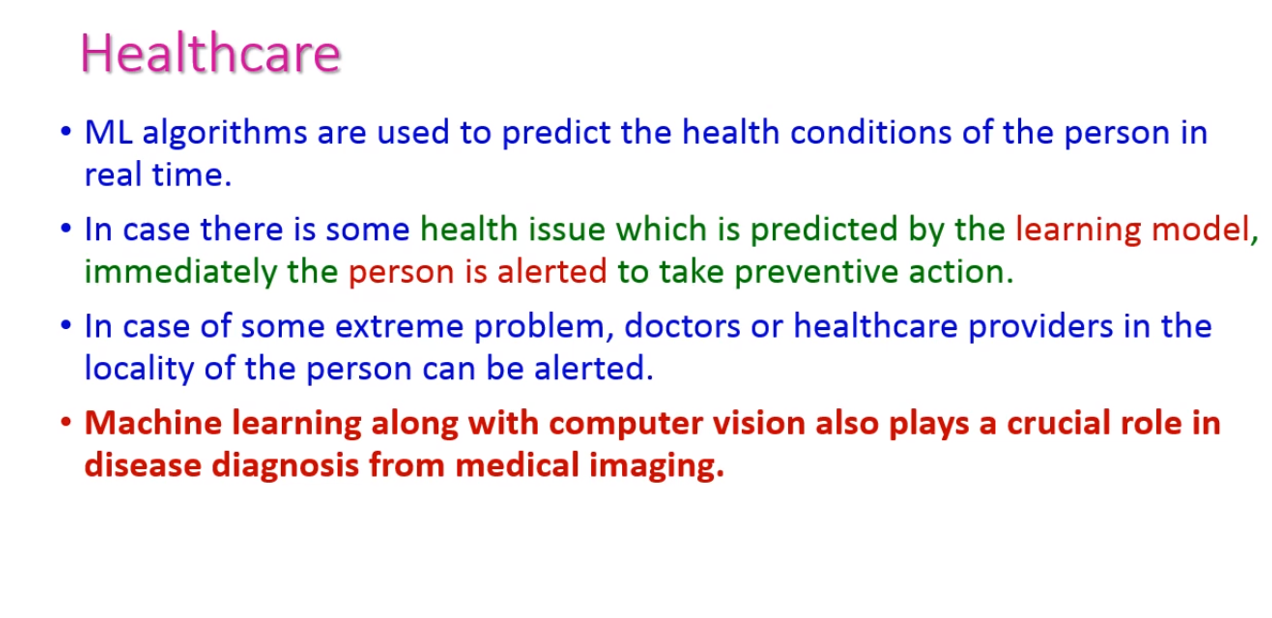 Healthcare
• ML algorithms are used to predict the health conditions of the person in
real time.
• In case there is some health issue which is predicted by the learning model,
immediately the person is alerted to take preventive action.
• In case of some extreme problem, doctors or healthcare providers in the
locality of the person can be alerted.
• Machine learning along with computer vision also plays a crucial role in
disease diagnosis from medical imaging.